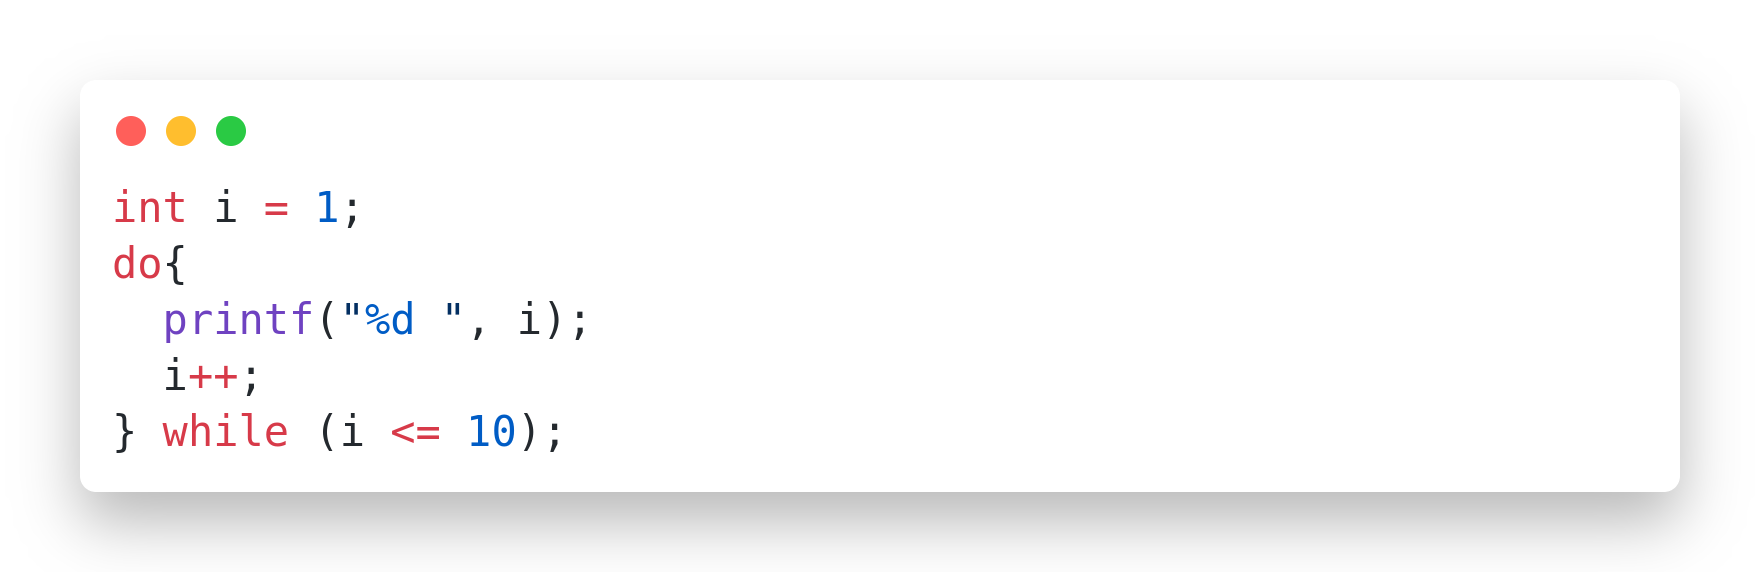 int i = 1;
do{
  printf("%d ", i);
  i++;
} while (i <= 10);